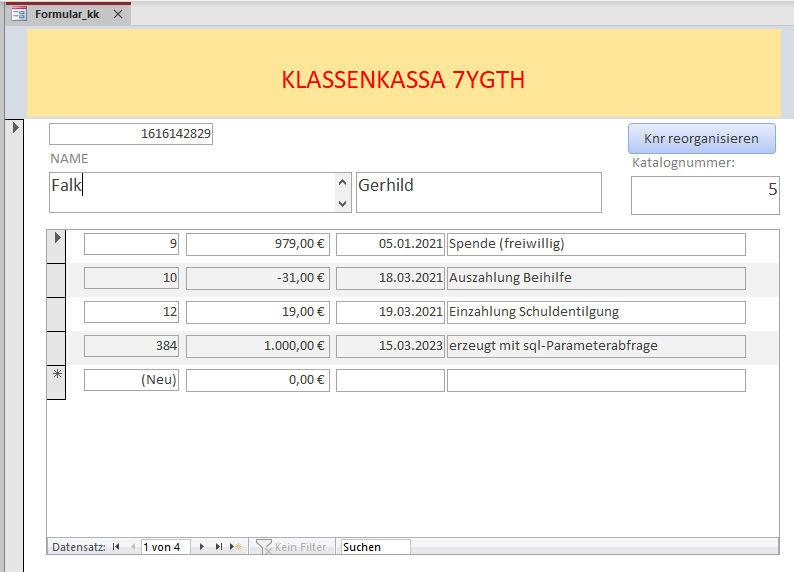 Formular_kk
KLASSENKASSA 7YGTH
1616142829
Knr reorganisieren
NAME
Katalognummer:
Falk
Gerhild
5
9 979,00 € 05.01.2021 Spende (freiwillig)
10 -31,00 € 18.03.2021 Auszahlung Beihilfe
12 19,00 € 19.03.2021 Einzahlung Schuldentilgung
384 1.000,00 € 15.03.2023 erzeugt mit sql-Parameterabfrage
(Neu) 0,00 €
Datensatz: 1 von 4 Kein Filter Suchen